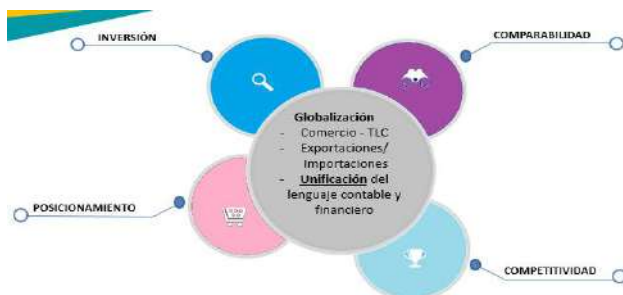 INVERSIÓN
COMPARABILIDAD
Globalización
- Comercio - TLC
- Exportaciones/
Importaciones
- Unificación del
lenguaje contable y
financiero
POSICIONAMIENTO
COMPETITIVIDAD